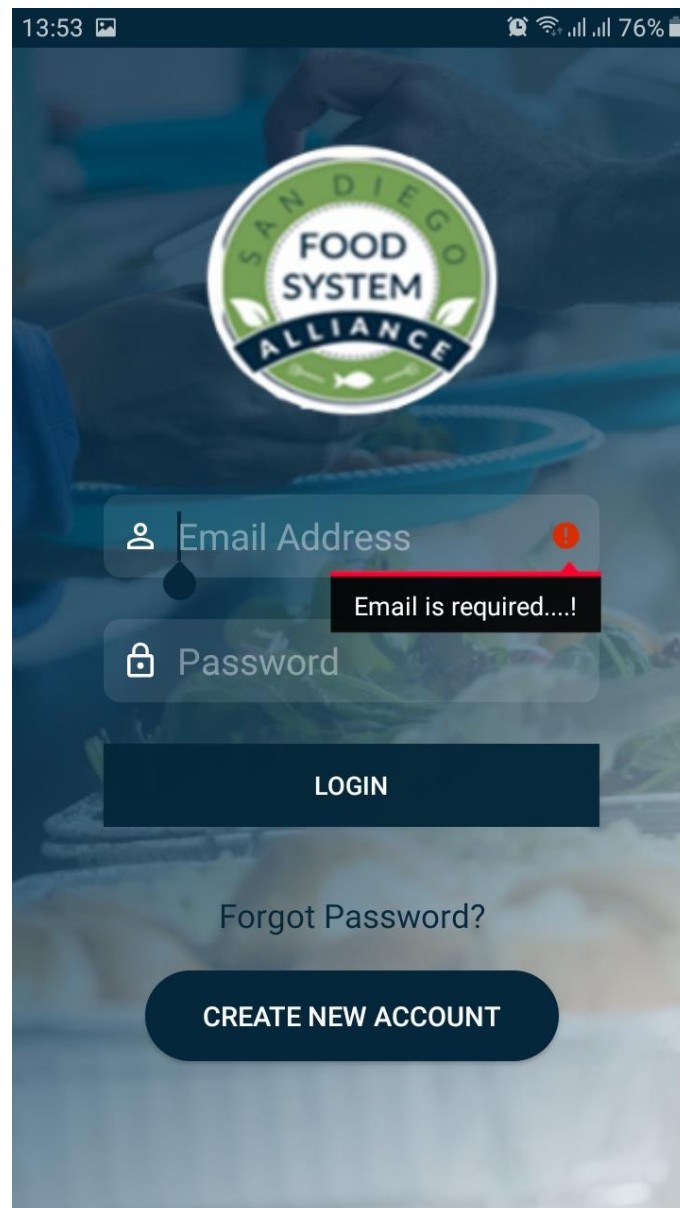 13:53
76%
SAN DIEGO
FOOD
SYSTEM
ALLIANCE
Email Address
Email is required....!
Password
LOGIN
Forgot Password?
CREATE NEW ACCOUNT